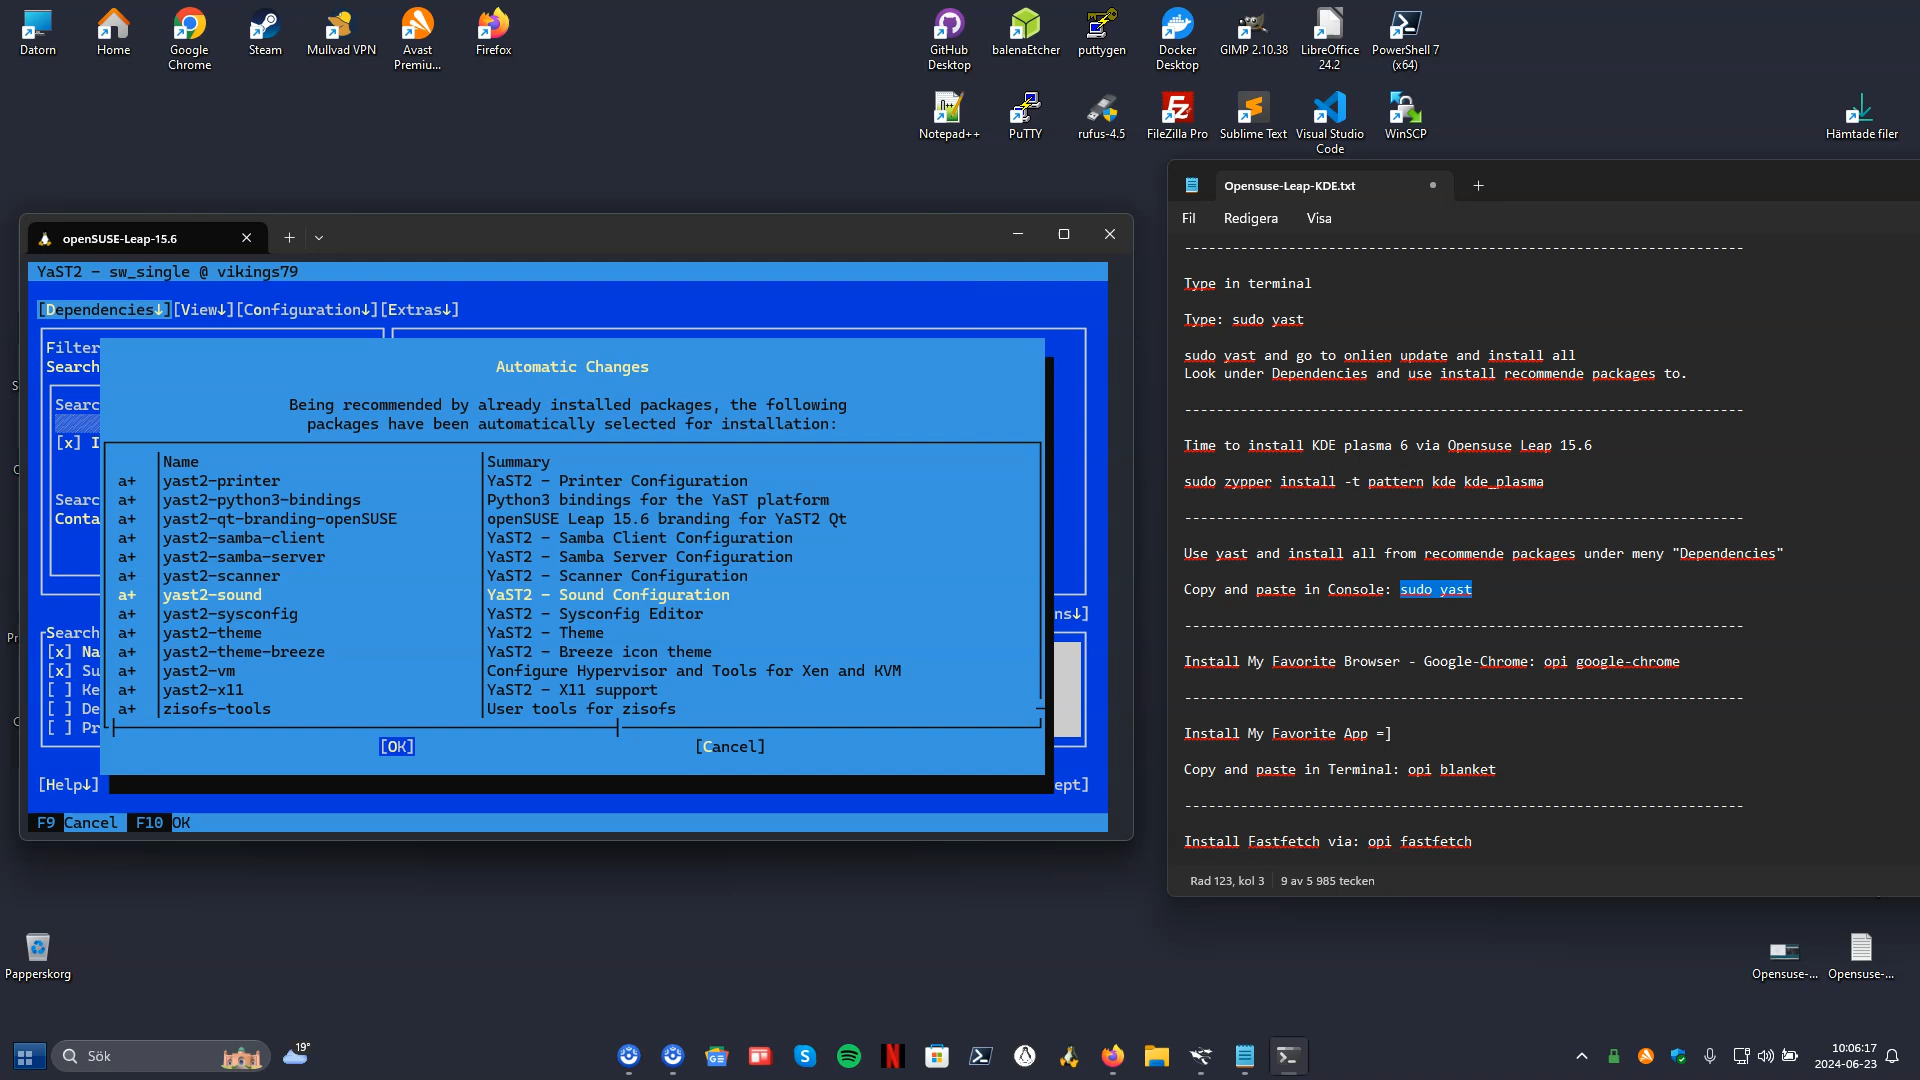 Datorn
Home
Google
Chrome
Steam
Mullvad VPN
Avast
Premiu...
Firefox
GitHub
Desktop
balenaEtcher
puttygen
Docker
Desktop
GIMP 2.10.38
LibreOffice
24.2
PowerShell 7
(x64)
Notepad++
PuTTY
rufus-4.5
FileZilla Pro
Sublime Text
Visual Studio
Code
WinSCP
Hämtade filer
openSUSE-Leap-15.6
YaST2 - sw_single @ vikings79
[Dependencies↓][View↓][Configuration↓][Extras↓]
Filter
Search
Searc
[x] I
Searc
Conta
Automatic Changes
Being recommended by already installed packages, the following
packages have been automatically selected for installation:
Name Summary
a+ yast2-printer YaST2 - Printer Configuration
a+ yast2-python3-bindings Python3 bindings for the YaST platform
a+ yast2-qt-branding-openSUSE openSUSE Leap 15.6 branding for YaST2 Qt
a+ yast2-samba-client YaST2 - Samba Client Configuration
a+ yast2-samba-server YaST2 - Samba Server Configuration
a+ yast2-scanner YaST2 - Scanner Configuration
a+ yast2-sound YaST2 - Sound Configuration
a+ yast2-sysconfig YaST2 - Sysconfig Editor
a+ yast2-theme YaST2 - Theme
a+ yast2-theme-breeze YaST2 - Breeze icon theme
a+ yast2-vm Configure Hypervisor and Tools for Xen and KVM
a+ yast2-x11 YaST2 - X11 support
a+ zisofs-tools User tools for zisofs
[OK] [Cancel]
ns↓]
Search
[x] Na
[x] Su
[ ] Ke
[ ] De
[ ] Pr
[Help↓]
ept]
F9 Cancel F10 OK
Opensuse-Leap-KDE.txt
Fil Redigera Visa
-----------------------------------------------------------------------
Type in terminal
Type: sudo yast
sudo yast and go to onlien update and install all
Look under Dependencies and use install recommende packages to.
-----------------------------------------------------------------------
Time to install KDE plasma 6 via Opensuse Leap 15.6
sudo zypper install -t pattern kde kde_plasma
-----------------------------------------------------------------------
Use yast and install all from recommende packages under meny "Dependencies"
Copy and paste in Console: sudo yast
-----------------------------------------------------------------------
Install My Favorite Browser - Google-Chrome: opi google-chrome
-----------------------------------------------------------------------
Install My Favorite App =]
Copy and paste in Terminal: opi blanket
-----------------------------------------------------------------------
Install Fastfetch via: opi fastfetch
Rad 123, kol 3 9 av 5 985 tecken
S
C
Pr
C
Papperskorg
Opensuse-...
Opensuse-...
Sök
19°
10:06:17
2024-06-23